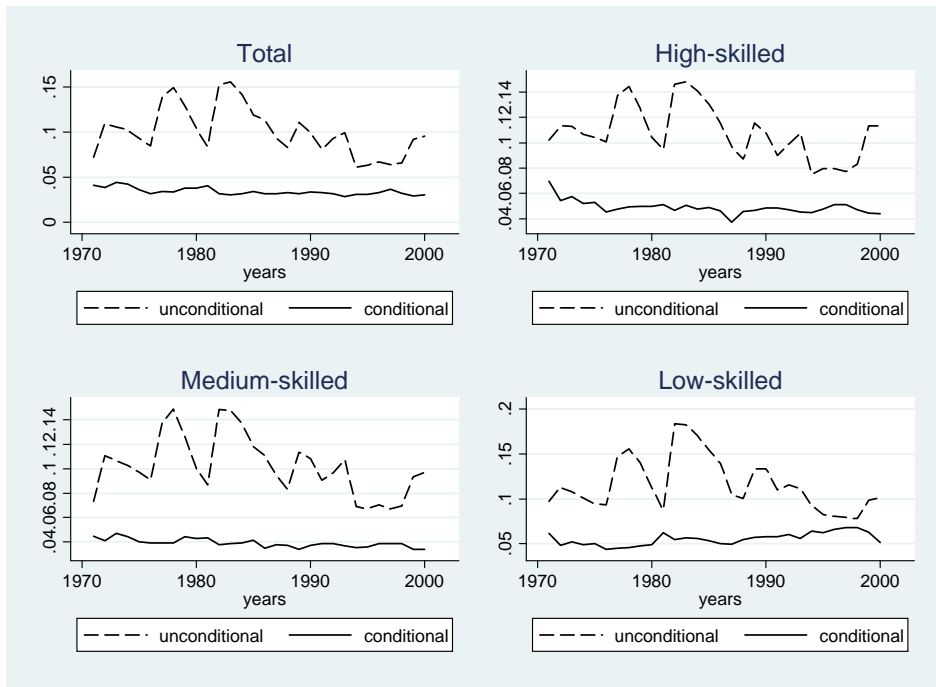 Total
0 .05 .1 .15
1970 1980 1990 2000
years
unconditional conditional
High-skilled
.04 .06 .08 .1 .12 .14
1970 1980 1990 2000
years
unconditional conditional
Medium-skilled
.04 .06 .08 .1 .12 .14
1970 1980 1990 2000
years
unconditional conditional
Low-skilled
.05 .1 .15 .2
1970 1980 1990 2000
years
unconditional conditional